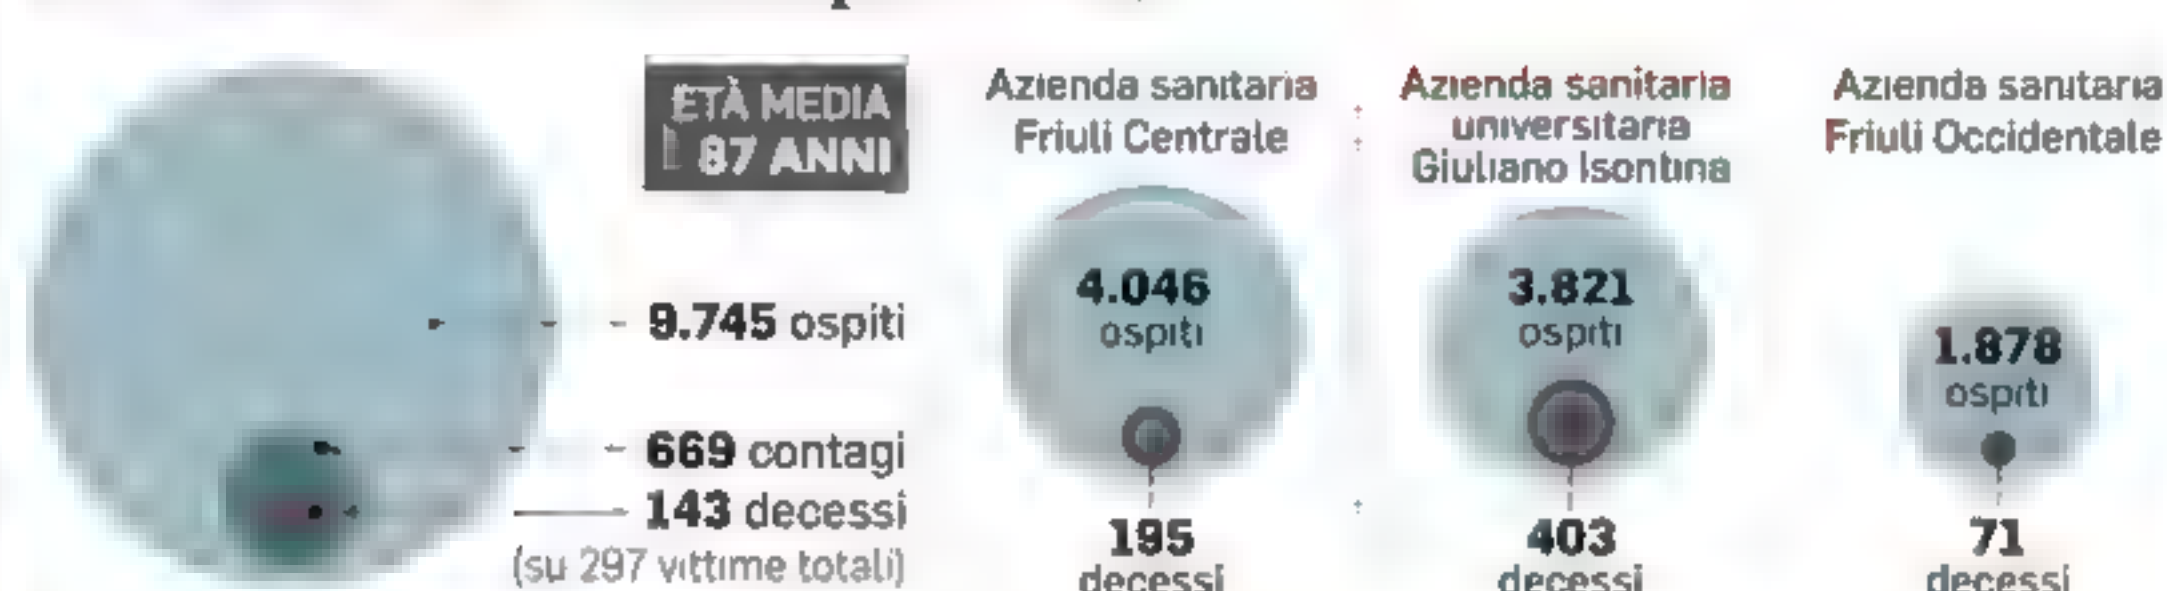 ETÀ MEDIA
87 ANNI
9.745 ospiti
669 contagi
143 decessi
(su 297 vittime totali)
Azienda sanitaria
Friuli Centrale
4.046
ospiti
195
decessi
Azienda sanitaria
universitaria
Giuliano Isontina
3.821
ospiti
403
decessi
Azienda sanitaria
Friuli Occidentale
1.878
ospiti
71
decessi